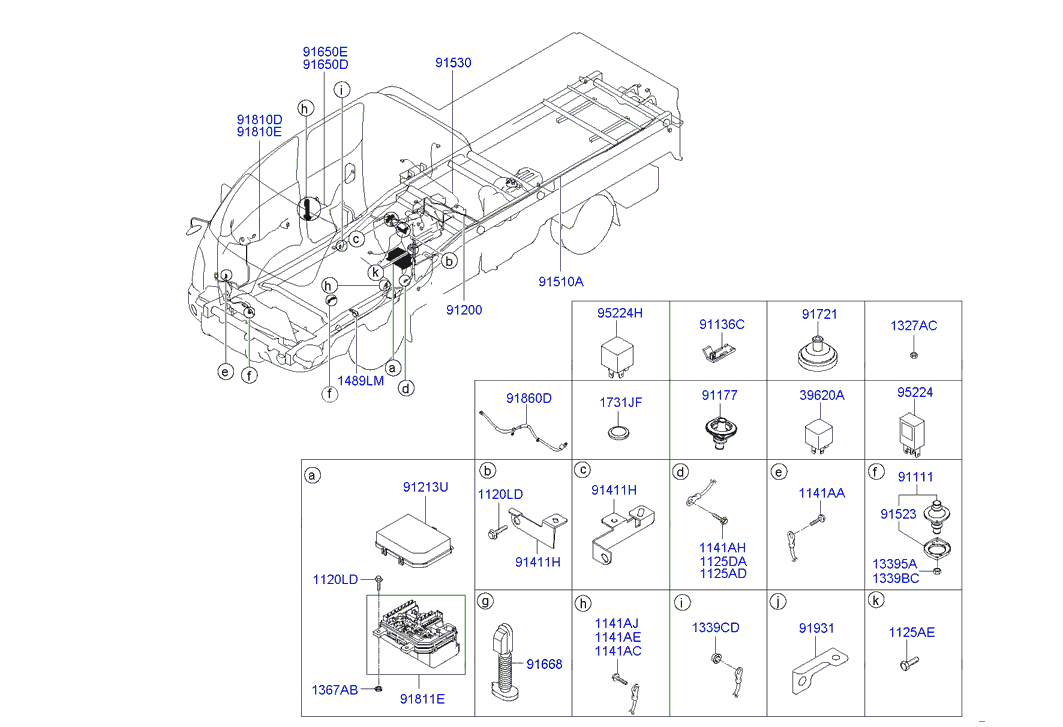 91650E
91650D
91530
i
h
91810D
91810E
c
b
k
h
91510A
91200
e
f
f
1489LM
a
d
95224H
91136C
91721
1327AC
91860D
1731JF
91177
39620A
95224
a
91213U
1120LD
1367AB
91811E
b
1120LD
91411H
c
91411H
d
1141AH
1125DA
1125AD
e
1141AA
f
91111
91523
13395A
1339BC
g
91668
h
1141AJ
1141AE
1141AC
i
1339CD
j
91931
k
1125AE